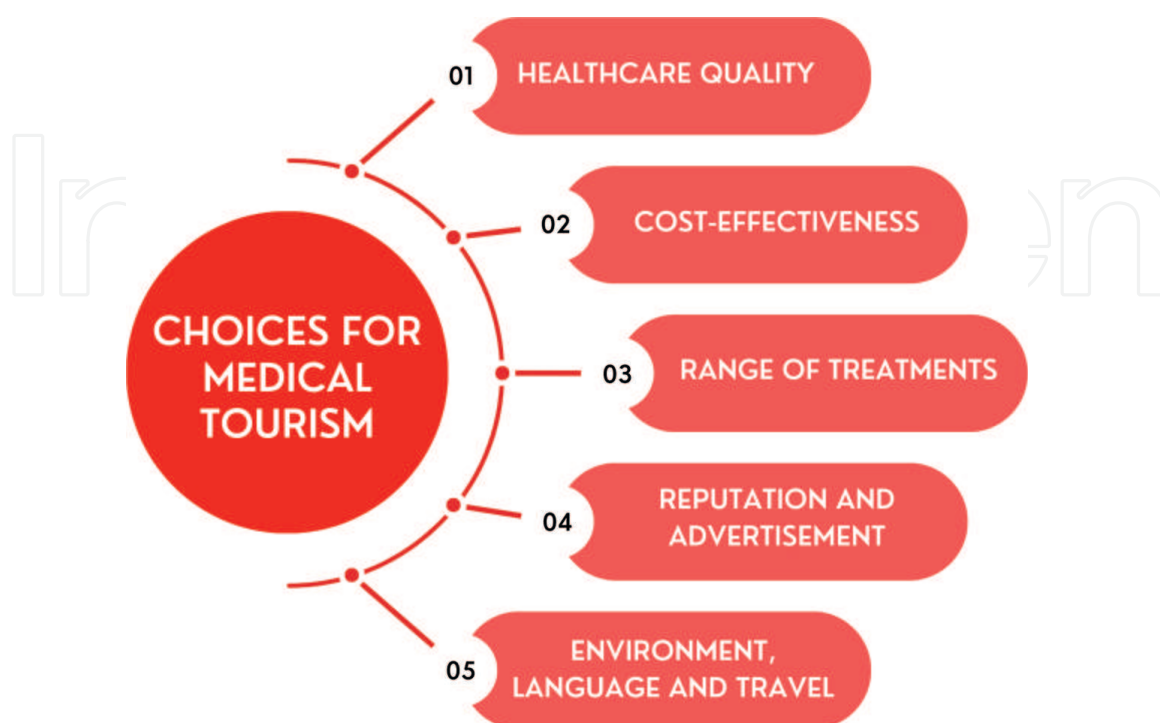 01
HEALTHCARE QUALITY
02
COST-EFFECTIVENESS
CHOICES FOR
MEDICAL
TOURISM
03
RANGE OF TREATMENTS
04
REPUTATION AND
ADVERTISEMENT
05
ENVIRONMENT,
LANGUAGE AND TRAVEL